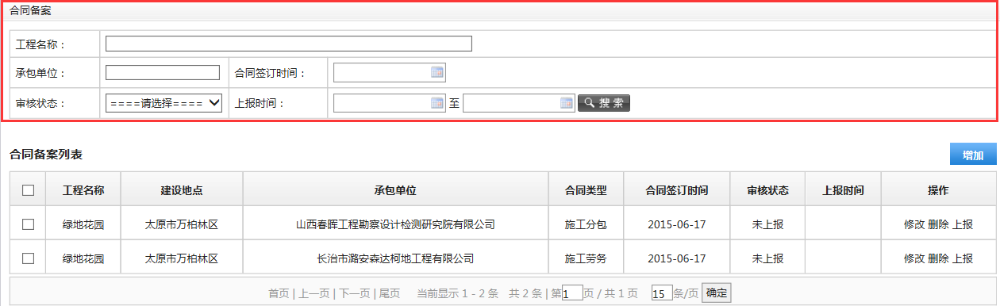 合同备案
工程名称：
承包单位： 合同签订时间：
审核状态： ====请选择==== 上报时间： 至 搜 索
合同备案列表 增加
工程名称 建设地点 承包单位 合同类型 合同签订时间 审核状态 上报时间 操作
绿地花园 太原市万柏林区 山西春晖工程勘察设计检测研究院有限公司 施工分包 2015-06-17 未上报 修改 删除 上报
绿地花园 太原市万柏林区 长治市潞安森达柯地工程有限公司 施工劳务 2015-06-17 未上报 修改 删除 上报
首页 | 上一页 | 下一页 | 尾页 当前显示 1 - 2 条 共 2 条 | 第1页 / 共 1 页 15条/页 确定